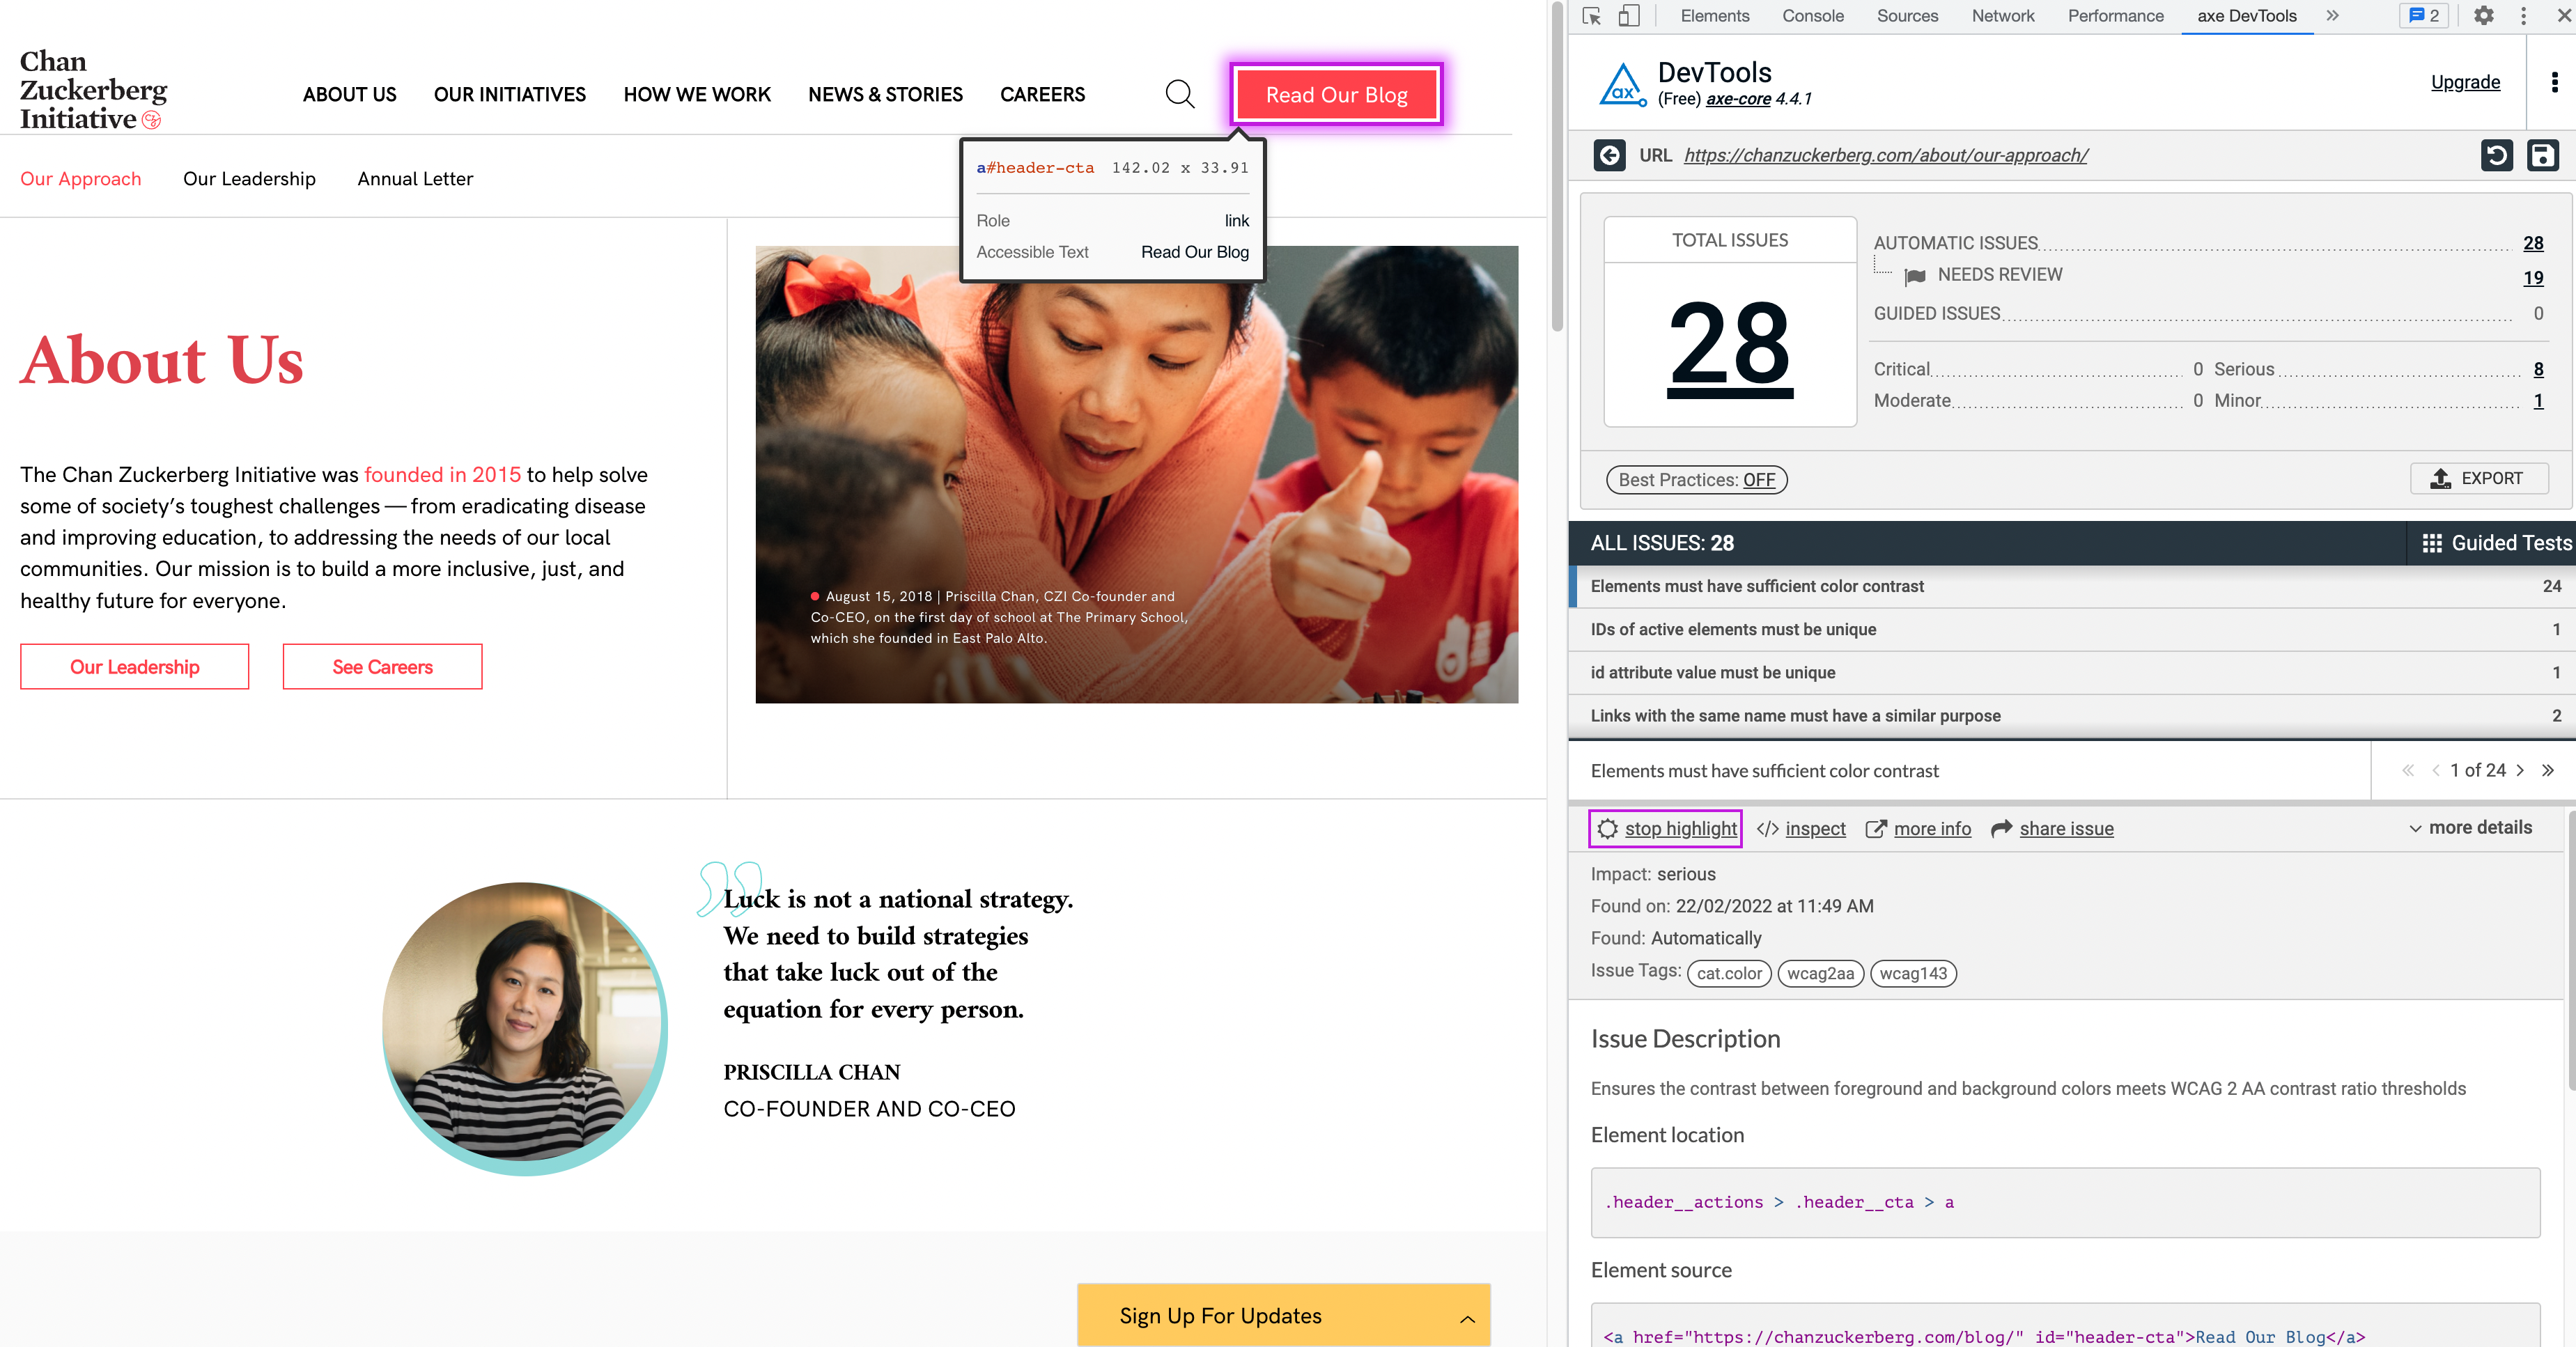 Chan
Zuckerberg
Initiative
ABOUT US OUR INITIATIVES HOW WE WORK NEWS & STORIES CAREERS Read Our Blog
a#header-cta 142.02 x 33.91
Role link
Accessible Text Read Our Blog
Our Approach Our Leadership Annual Letter
About Us
The Chan Zuckerberg Initiative was founded in 2015 to help solve
some of society’s toughest challenges — from eradicating disease
and improving education, to addressing the needs of our local
communities. Our mission is to build a more inclusive, just, and
healthy future for everyone.
Our Leadership See Careers
August 15, 2018 | Priscilla Chan, CZI Co-founder and
Co-CEO, on the first day of school at The Primary School,
which she founded in East Palo Alto.
Luck is not a national strategy.
We need to build strategies
that take luck out of the
equation for every person.
PRISCILLA CHAN
CO-FOUNDER AND CO-CEO
Sign Up For Updates
Elements Console Sources Network Performance axe DevTools » 2
ax DevTools
(Free) axe-core 4.4.1
Upgrade
URL https://chanzuckerberg.com/about/our-approach/
TOTAL ISSUES
28
AUTOMATIC ISSUES 28
NEEDS REVIEW 19
GUIDED ISSUES 0
Critical 0 Serious 8
Moderate 0 Minor 1
Best Practices: OFF EXPORT
ALL ISSUES: 28 Guided Tests
Elements must have sufficient color contrast 24
IDs of active elements must be unique 1
id attribute value must be unique 1
Links with the same name must have a similar purpose 2
Elements must have sufficient color contrast « ‹ 1 of 24 › »
stop highlight </> inspect more info share issue more details
Impact: serious
Found on: 22/02/2022 at 11:49 AM
Found: Automatically
Issue Tags: cat.color wcag2aa wcag143
Issue Description
Ensures the contrast between foreground and background colors meets WCAG 2 AA contrast ratio thresholds
Element location
.header__actions > .header__cta > a
Element source
<a href="https://chanzuckerberg.com/blog/" id="header-cta">Read Our Blog</a>